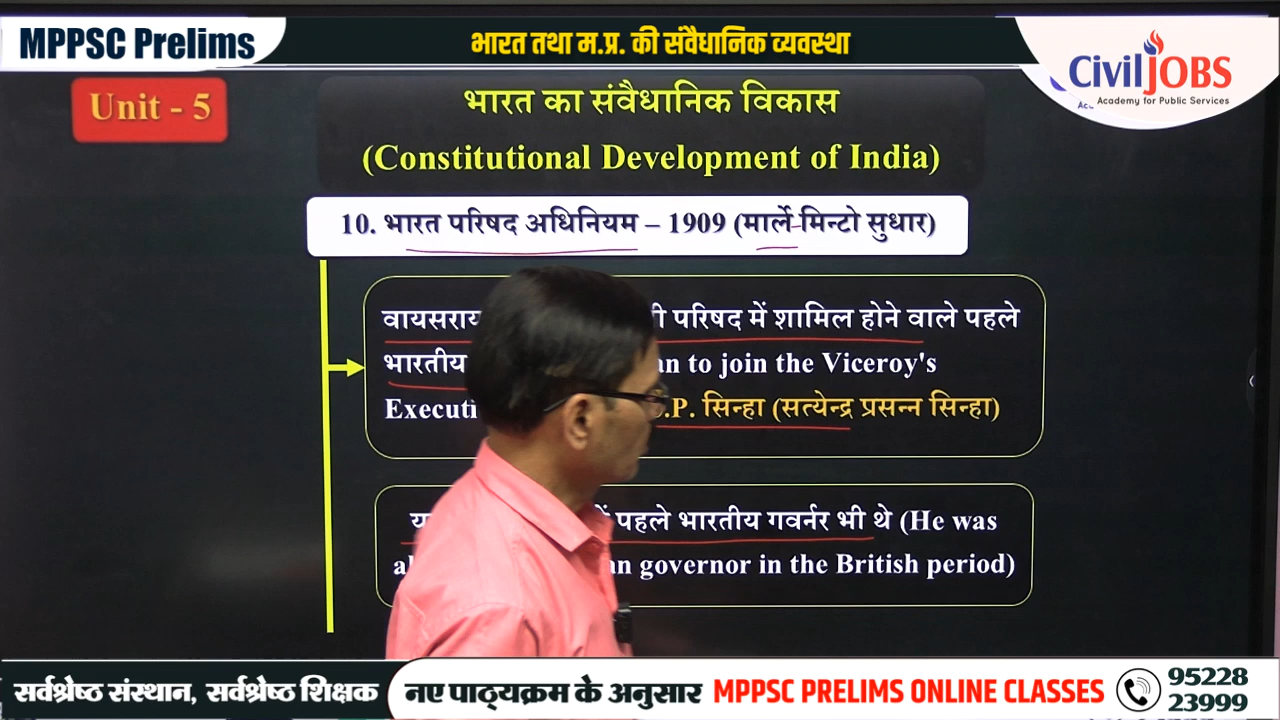 MPPSC Prelims
भारत तथा म.प्र. की संवैधानिक व्यवस्था
CivilJOBS
Academy for Public Services
Unit - 5
भारत का संवैधानिक विकास
(Constitutional Development of India)
10. भारत परिषद अधिनियम – 1909 (मार्ले-मिन्टो सुधार)
वायसराय परिषद में शामिल होने वाले पहले
भारतीय to join the Viceroy's
सिन्हा (सत्येन्द्र प्रसन्न सिन्हा)
पहले भारतीय गवर्नर भी थे (He was
governor in the British period)
सर्वश्रेष्ठ संस्थान, सर्वश्रेष्ठ शिक्षक
नए पाठ्यक्रम के अनुसार MPPSC PRELIMS ONLINE CLASSES
95228
23999